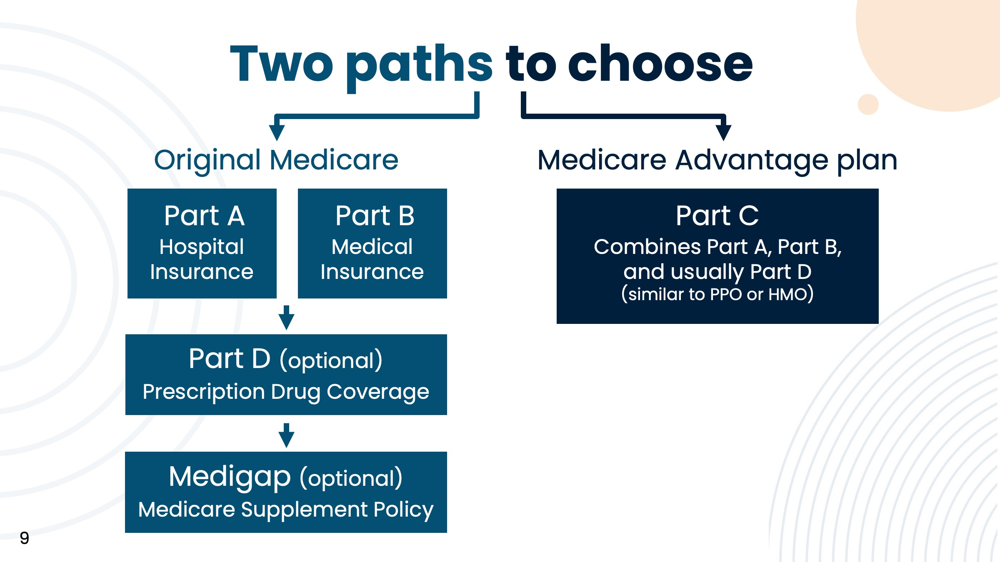 Two paths to choose
Original Medicare
Part A
Hospital
Insurance
Part B
Medical
Insurance
Part D (optional)
Prescription Drug Coverage
Medigap (optional)
Medicare Supplement Policy
Medicare Advantage plan
Part C
Combines Part A, Part B,
and usually Part D
(similar to PPO or HMO)
9